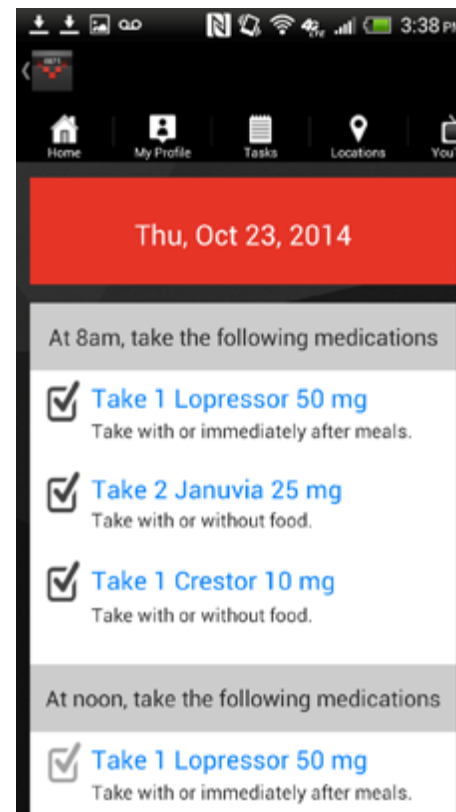 3:38 PM
Home
My Profile
Tasks
Locations
Thu, Oct 23, 2014
At 8am, take the following medications
Take 1 Lopressor 50 mg
Take with or immediately after meals.
Take 2 Januvia 25 mg
Take with or without food.
Take 1 Crestor 10 mg
Take with or without food.
At noon, take the following medications
Take 1 Lopressor 50 mg
Take with or immediately after meals.